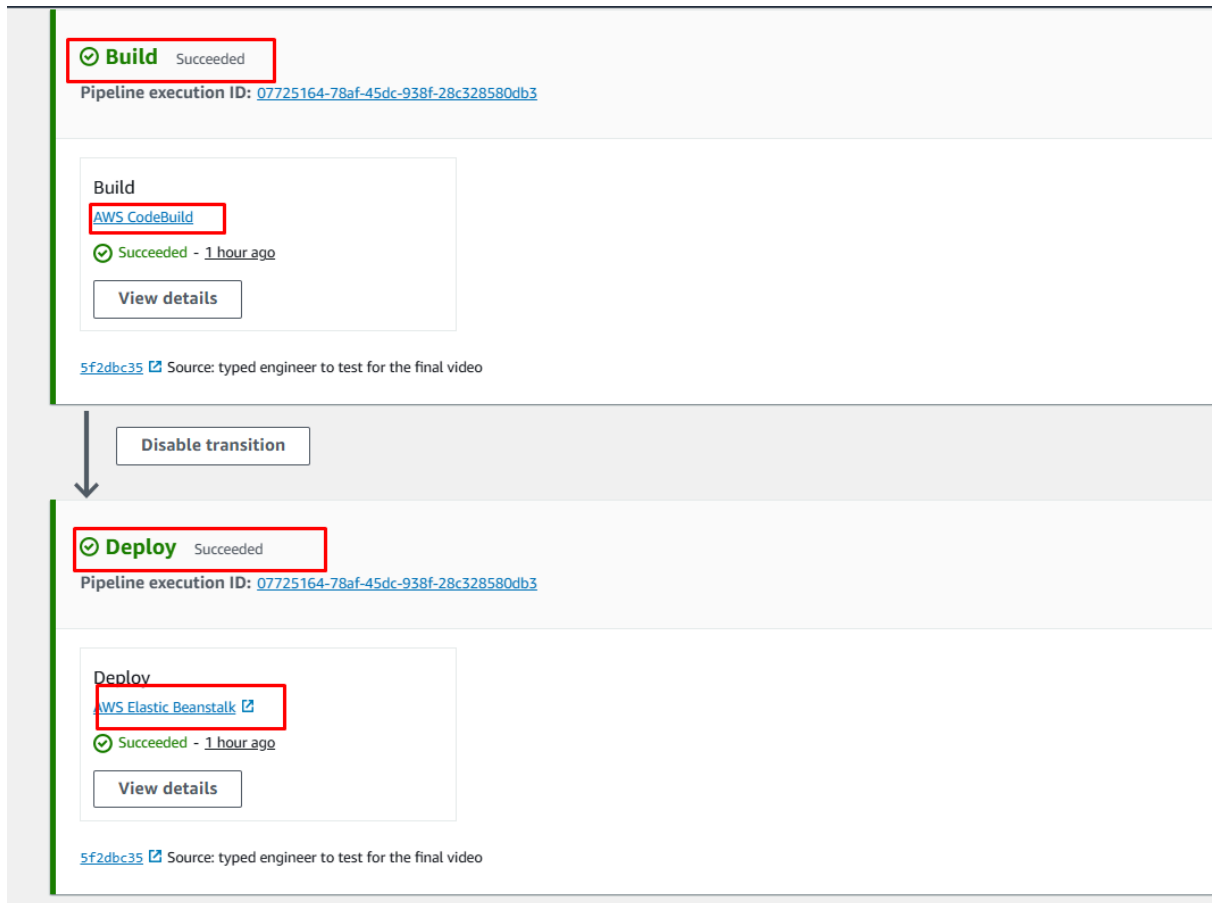 Build Succeeded
Pipeline execution ID: 07725164-78af-45dc-938f-28c328580db3
Build
AWS CodeBuild
Succeeded - 1 hour ago
View details
5f2dbc35 Source: typed engineer to test for the final video
Disable transition
Deploy Succeeded
Pipeline execution ID: 07725164-78af-45dc-938f-28c328580db3
Deploy
AWS Elastic Beanstalk
Succeeded - 1 hour ago
View details
5f2dbc35 Source: typed engineer to test for the final video